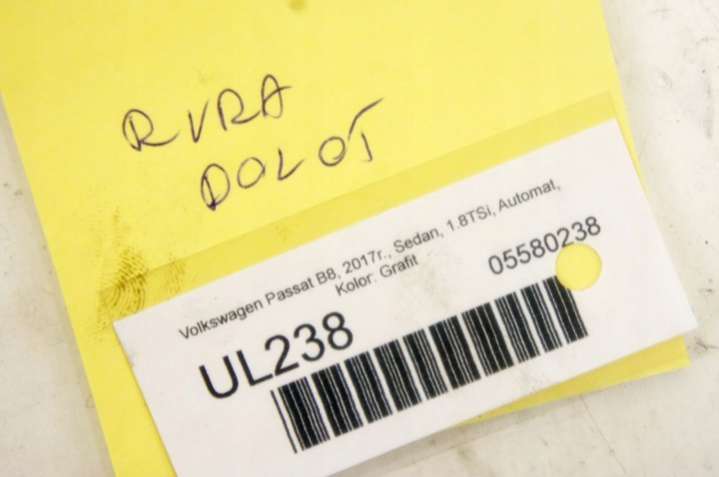 RURA
DOLOT
Volkswagen Passat B8, 2017r., Sedan, 1.8TSi, Automat,
Kolor: Grafit
05580238
UL238